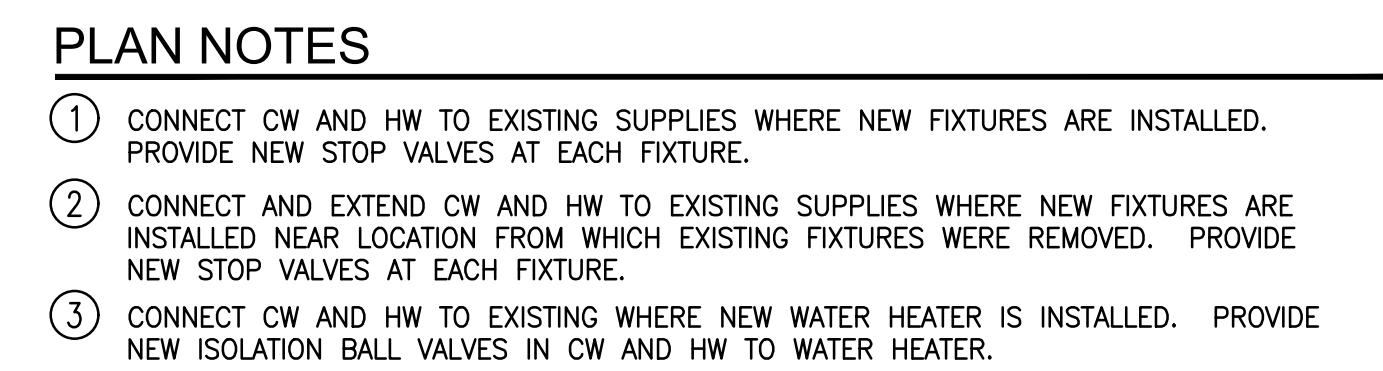 PLAN NOTES
1 CONNECT CW AND HW TO EXISTING SUPPLIES WHERE NEW FIXTURES ARE INSTALLED.
PROVIDE NEW STOP VALVES AT EACH FIXTURE.
2 CONNECT AND EXTEND CW AND HW TO EXISTING SUPPLIES WHERE NEW FIXTURES ARE
INSTALLED NEAR LOCATION FROM WHICH EXISTING FIXTURES WERE REMOVED. PROVIDE
NEW STOP VALVES AT EACH FIXTURE.
3 CONNECT CW AND HW TO EXISTING WHERE NEW WATER HEATER IS INSTALLED. PROVIDE
NEW ISOLATION BALL VALVES IN CW AND HW TO WATER HEATER.